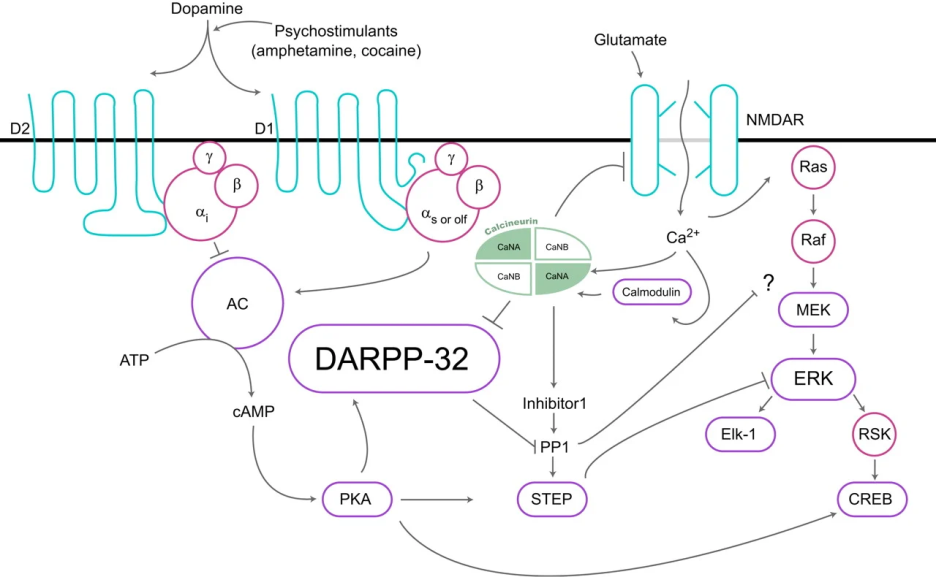 Dopamine
Psychostimulants
(amphetamine, cocaine)
Glutamate
D2
D1
NMDAR
γ
β
αi
γ
β
αs or olf
Ras
Calcineurin
CaNA
CaNB
CaNB
CaNA
Ca2+
Raf
Calmodulin
?
AC
MEK
ATP
DARPP-32
ERK
cAMP
Inhibitor1
Elk-1
RSK
PP1
PKA
STEP
CREB